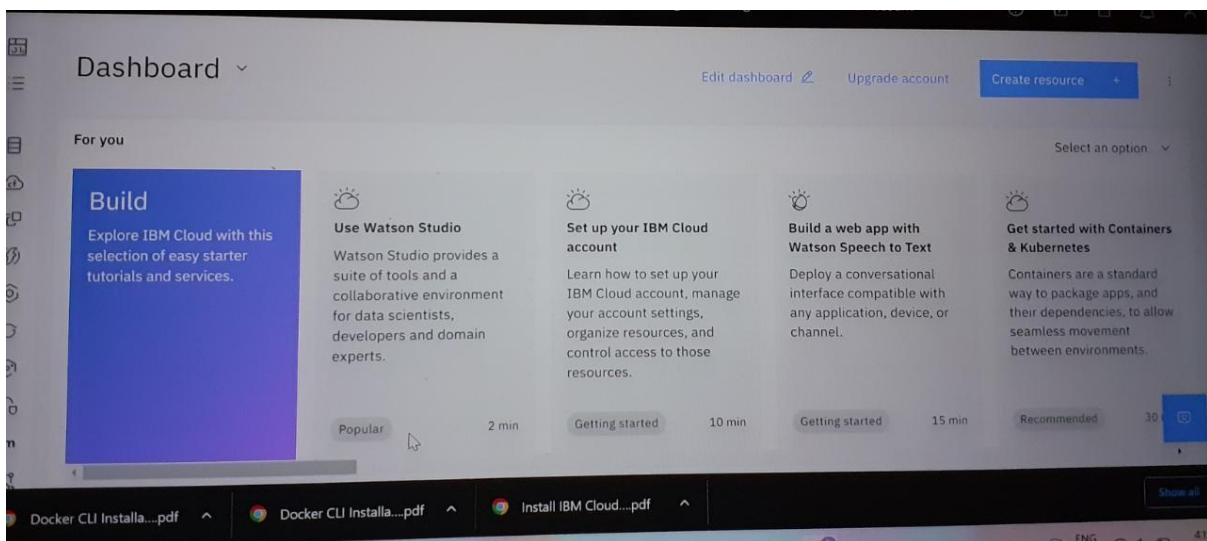 Dashboard
Edit dashboard
Upgrade account
Create resource +
For you
Select an option
Build
Explore IBM Cloud with this
selection of easy starter
tutorials and services.
Use Watson Studio
Watson Studio provides a
suite of tools and a
collaborative environment
for data scientists,
developers and domain
experts.
Popular
2 min
Set up your IBM Cloud
account
Learn how to set up your
IBM Cloud account, manage
your account settings,
organize resources, and
control access to those
resources.
Getting started
10 min
Build a web app with
Watson Speech to Text
Deploy a conversational
interface compatible with
any application, device, or
channel.
Getting started
15 min
Get started with Containers
& Kubernetes
Containers are a standard
way to package apps, and
their dependencies, to allow
seamless movement
between environments.
Recommended
30
Docker CLI Installa....pdf
Docker CLI Installa....pdf
Install IBM Cloud....pdf
Show all
ENG